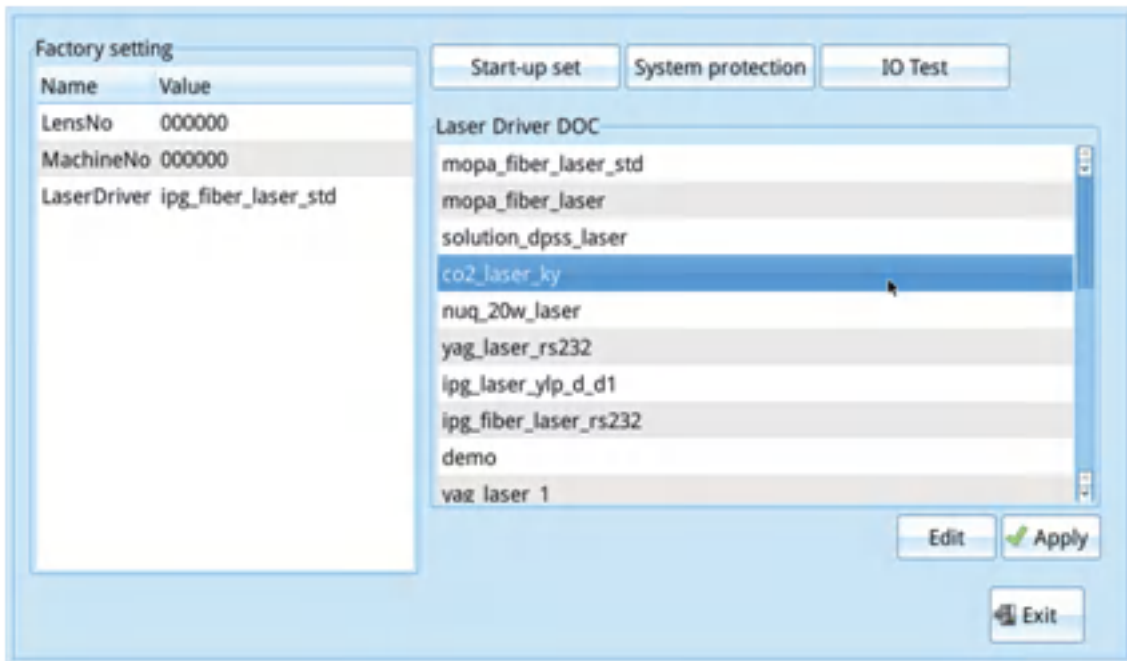 Factory setting
Name Value
LensNo 000000
MachineNo 000000
LaserDriver ipg_fiber_laser_std
Start-up set System protection IO Test
Laser Driver DOC
mopa_fiber_laser_std
mopa_fiber_laser
solution_dpss_laser
co2_laser_ky
nuq_20w_laser
yag_laser_rs232
ipg_laser_ylp_d_d1
ipg_fiber_laser_rs232
demo
yag_laser_1
Edit Apply
Exit